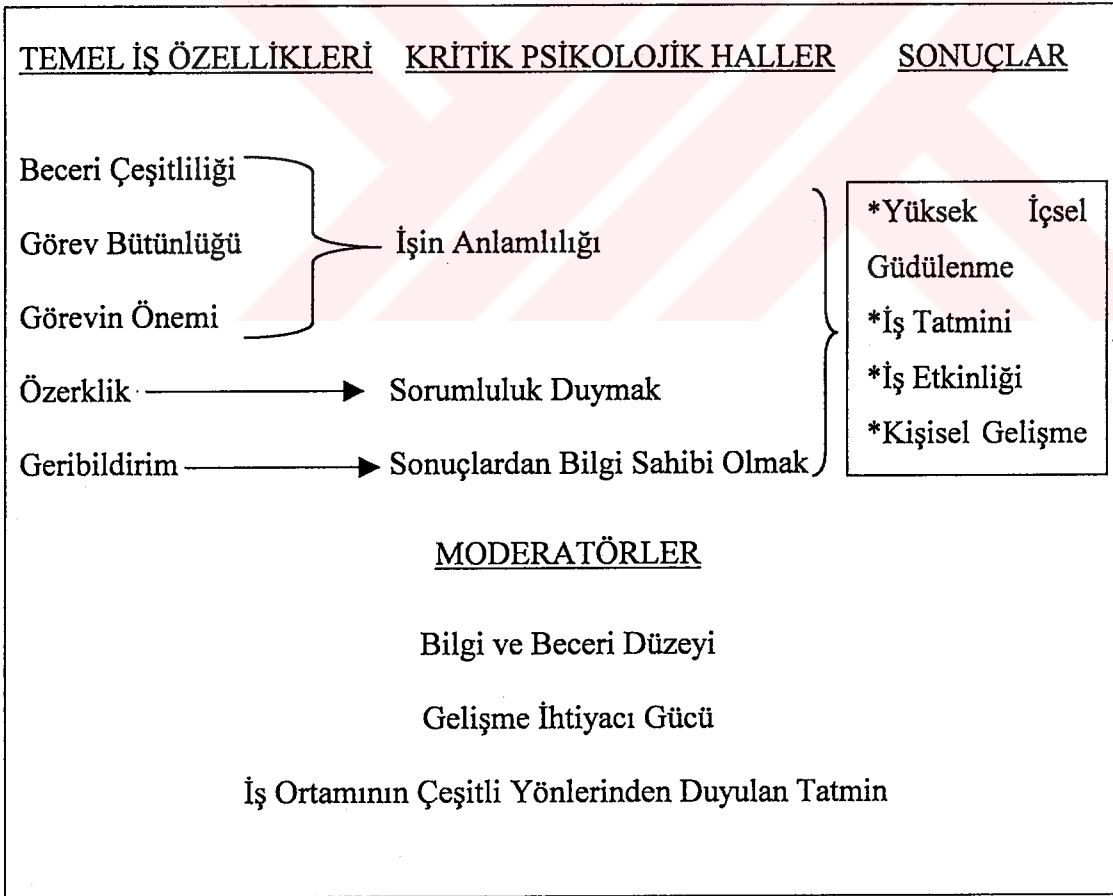 TEMEL İŞ ÖZELLİKLERİ KRİTİK PSİKOLOJİK HALLER SONUÇLAR
Beceri Çeşitliliği
Görev Bütünlüğü
Görevin Önemi
İşin Anlamlılığı
Özerklik
Sorumluluk Duymak
Geribildirim
Sonuçlardan Bilgi Sahibi Olmak
*Yüksek İçsel
Güdülenme
*İş Tatmini
*İş Etkinliği
*Kişisel Gelişme
MODERATÖRLER
Bilgi ve Beceri Düzeyi
Gelişme İhtiyacı Gücü
İş Ortamının Çeşitli Yönlerinden Duyulan Tatmin